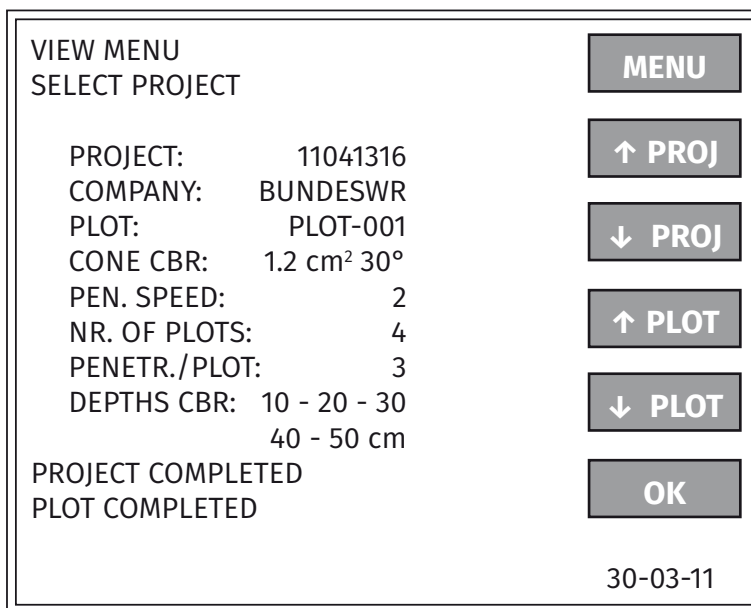 VIEW MENU
SELECT PROJECT
PROJECT: 11041316
COMPANY: BUNDESWR
PLOT: PLOT-001
CONE CBR: 1.2 cm² 30°
PEN. SPEED: 2
NR. OF PLOTS: 4
PENETR./PLOT: 3
DEPTHS CBR: 10 - 20 - 30
40 - 50 cm
PROJECT COMPLETED
PLOT COMPLETED
MENU
↑ PROJ
↓ PROJ
↑ PLOT
↓ PLOT
OK
30-03-11